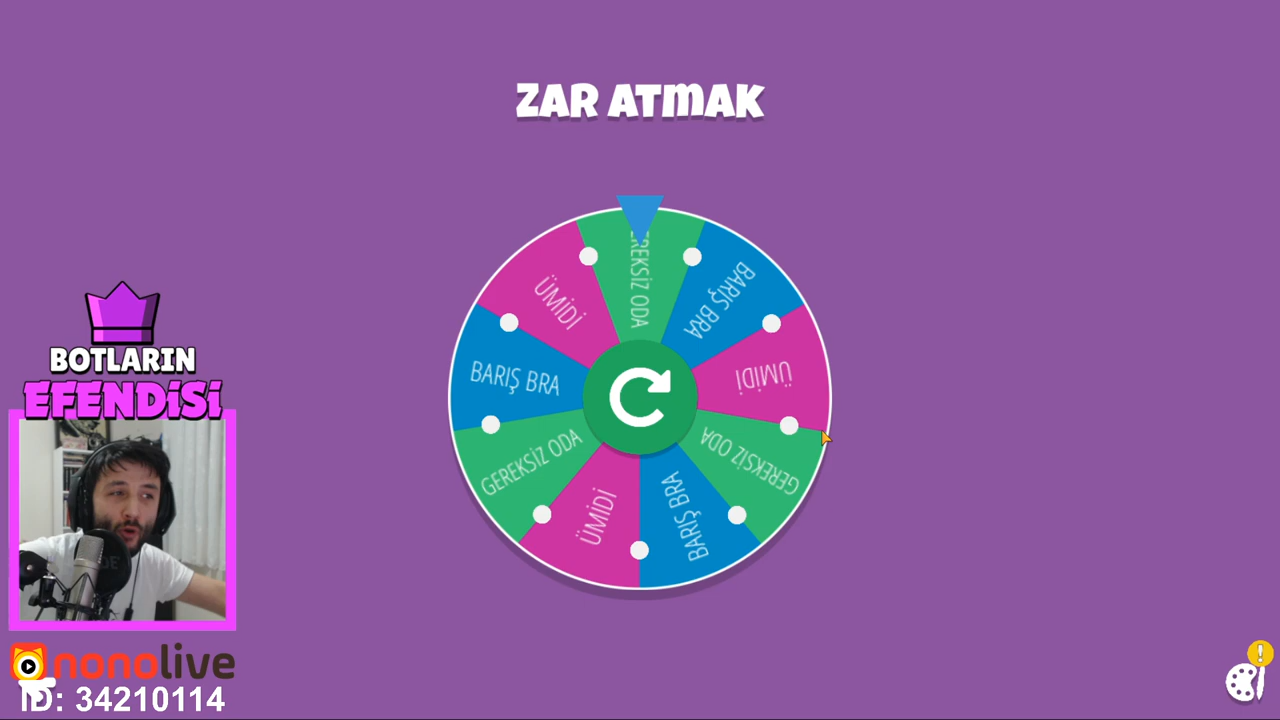 ZAR ATMAK
EREKSİZ ODA
BARIŞ BRA
ÜMİDİ
GEREKSİZ ODA
BARIŞ BRA
ÜMİDİ
GEREKSİZ ODA
BARIŞ BRA
ÜMİDİ
BOTLARIN
EFENDİSİ
nonolive
ID: 34210114